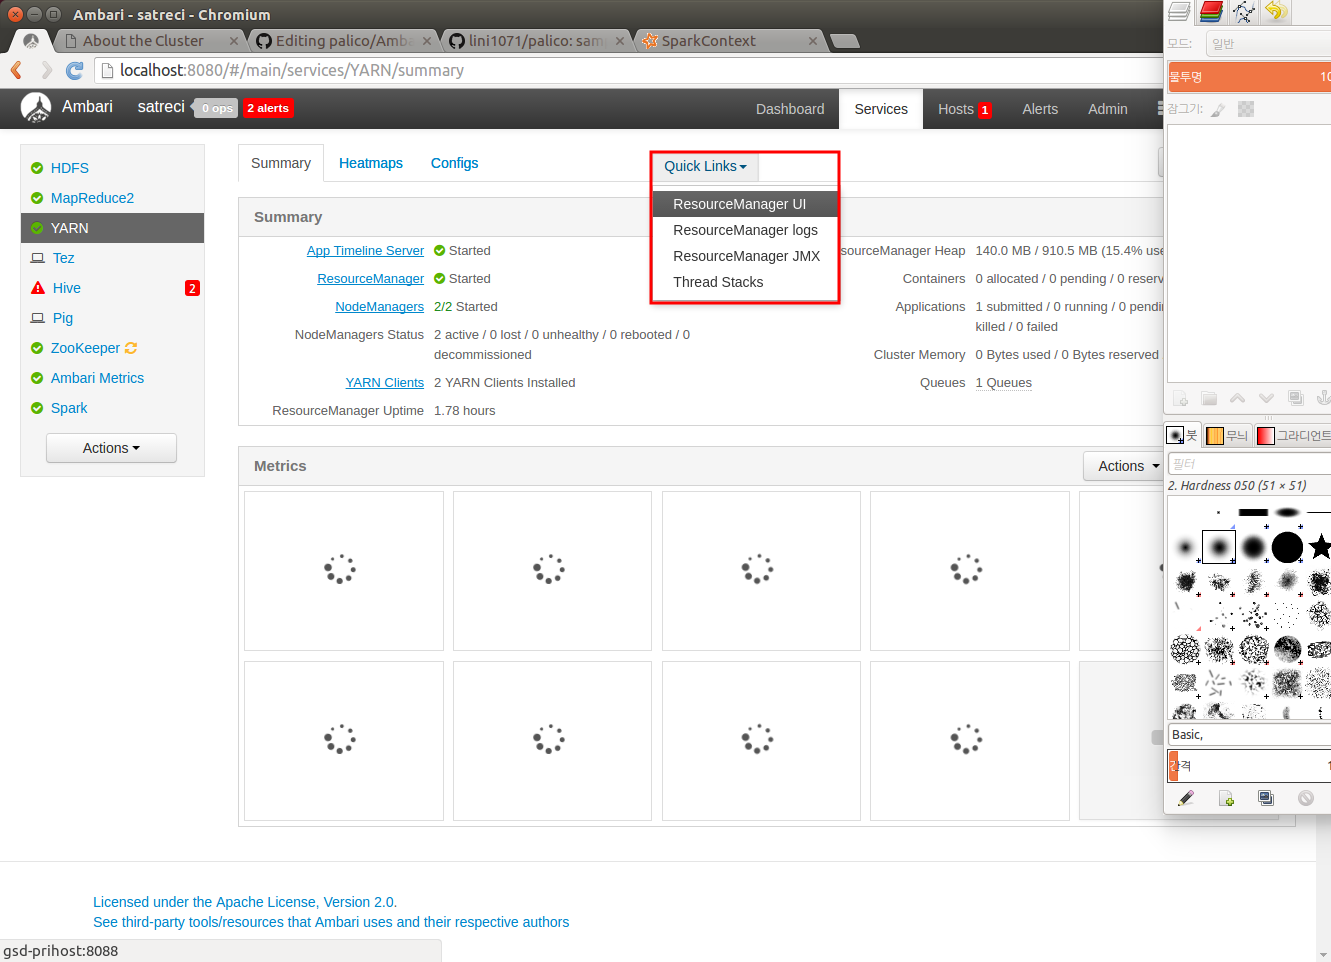 Ambari - satreci - Chromium
About the Cluster
Editing palico/Amba
lini1071/palico: sam
SparkContext
localhost:8080/#/main/services/YARN/summary
Ambari satreci 0 ops 2 alerts
Dashboard Services Hosts 1 Alerts Admin
HDFS
MapReduce2
YARN
Tez
Hive 2
Pig
ZooKeeper
Ambari Metrics
Spark
Actions
Summary Heatmaps Configs
Quick Links
ResourceManager UI
ResourceManager logs
ResourceManager JMX
Thread Stacks
Summary
App Timeline Server Started
ResourceManager Started
NodeManagers 2/2 Started
NodeManagers Status 2 active / 0 lost / 0 unhealthy / 0 rebooted / 0
decommissioned
YARN Clients 2 YARN Clients Installed
ResourceManager Uptime 1.78 hours
sourceManager Heap 140.0 MB / 910.5 MB (15.4% use
Containers 0 allocated / 0 pending / 0 reserv
Applications 1 submitted / 0 running / 0 pendin
killed / 0 failed
Cluster Memory 0 Bytes used / 0 Bytes reserved
Queues 1 Queues
Metrics
Actions
Licensed under the Apache License, Version 2.0.
See third-party tools/resources that Ambari uses and their respective authors
gsd-prihost:8088
모드: 일반
불투명 10
잠그기:
붓 무늬 그라디언트
필터
2. Hardness 050 (51 × 51)
Basic,
간격 1